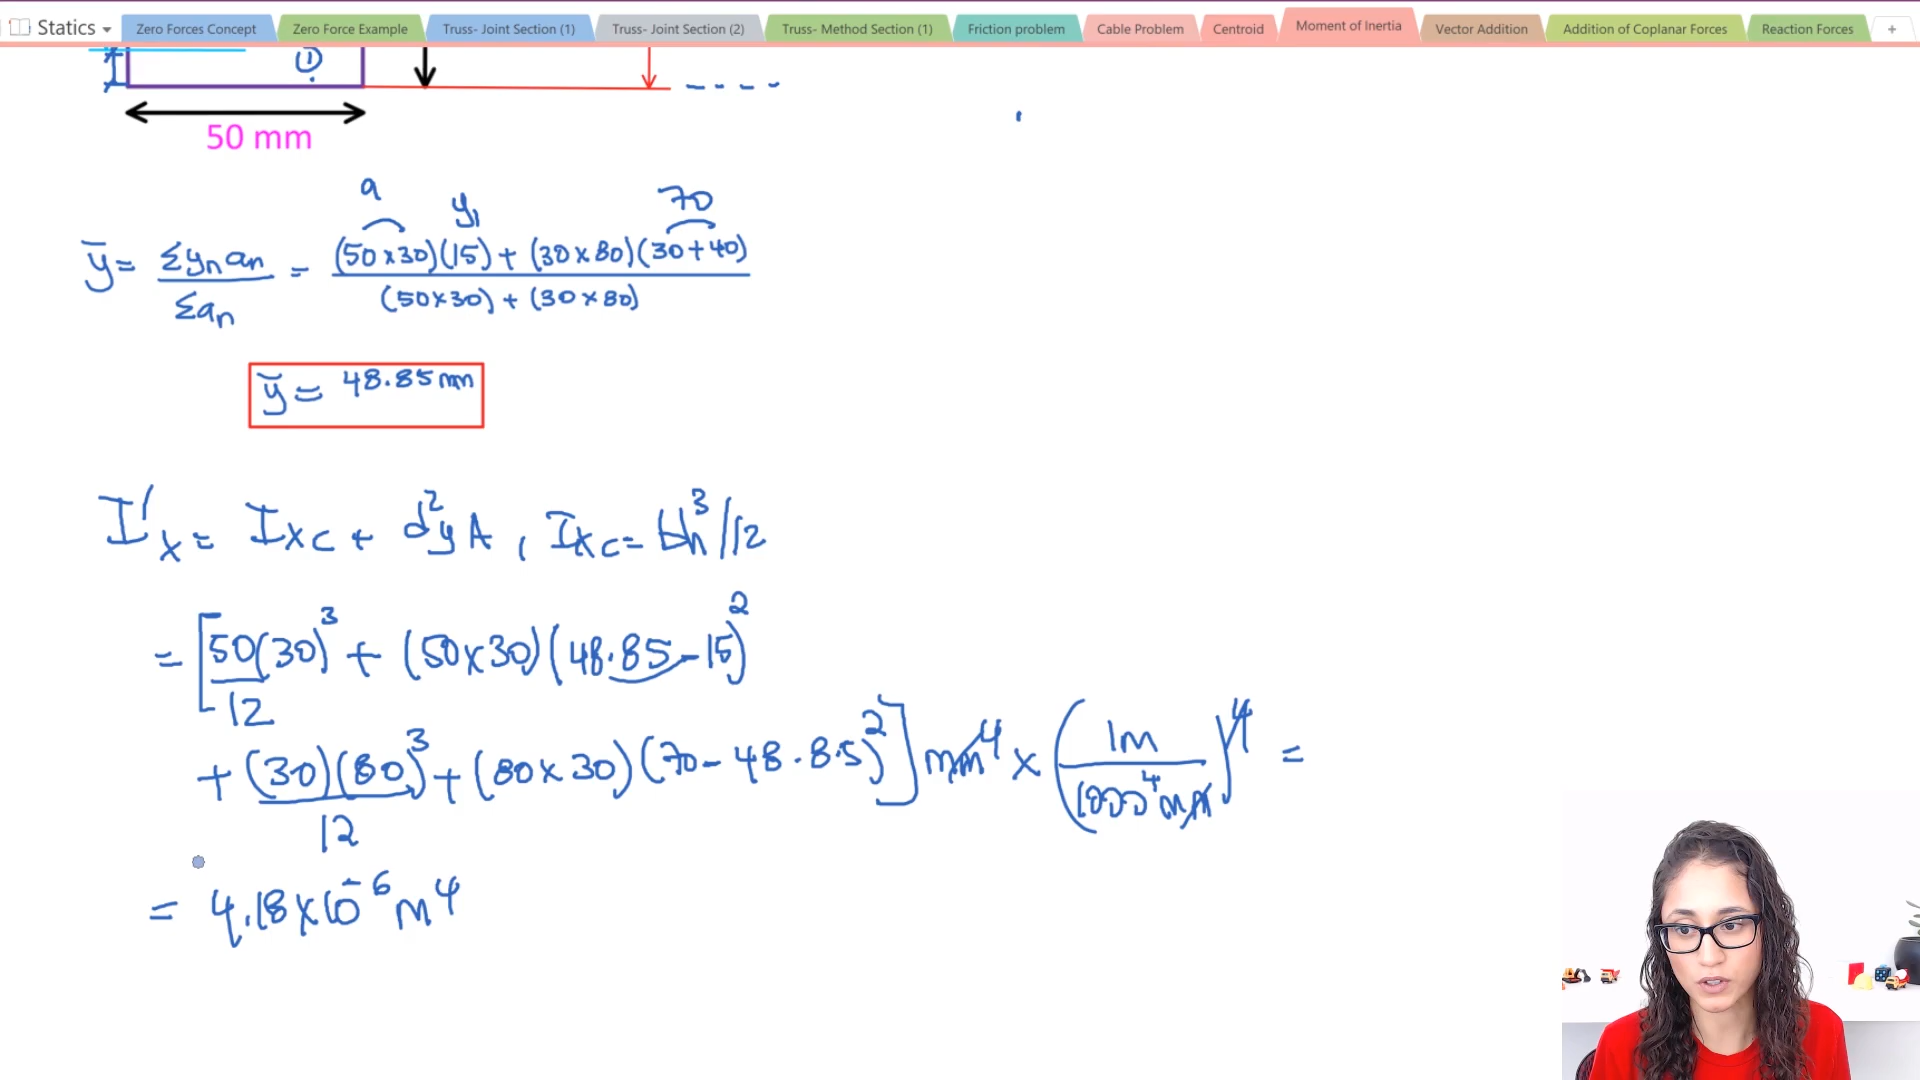 Statics Zero Forces Concept Zero Force Example Truss- Joint Section (1) Truss- Joint Section (2) Truss- Method Section (1) Friction problem Cable Problem Centroid Moment of Inertia Vector Addition Addition of Coplanar Forces Reaction Forces +
①
50 mm
a y₁ 70
ȳ = Σyₙaₙ / Σaₙ = (50×30)(15) + (30×80)(30+40) / (50×30) + (30×80)
ȳ = 48.85 mm
I'x = Ixc + d²yA , Ixc = bh³/12
= [50(30)³/12 + (50×30)(48.85-15)²
+ (30)(80)³/12 + (80×30)(70-48.85)²] mm⁴ × (1m / 1000⁴ mm)⁴ =
= 4.18×10⁻⁶ m⁴